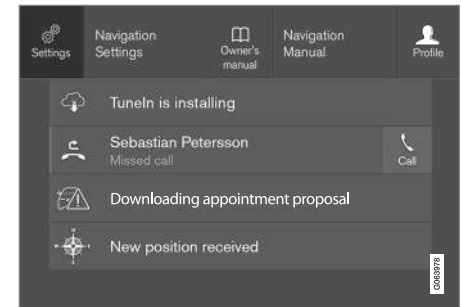 Settings
Navigation
Settings
Owner's
manual
Navigation
Manual
Profile
TuneIn is installing
Sebastian Petersson
Missed call
Call
Downloading appointment proposal
New position received
G063978